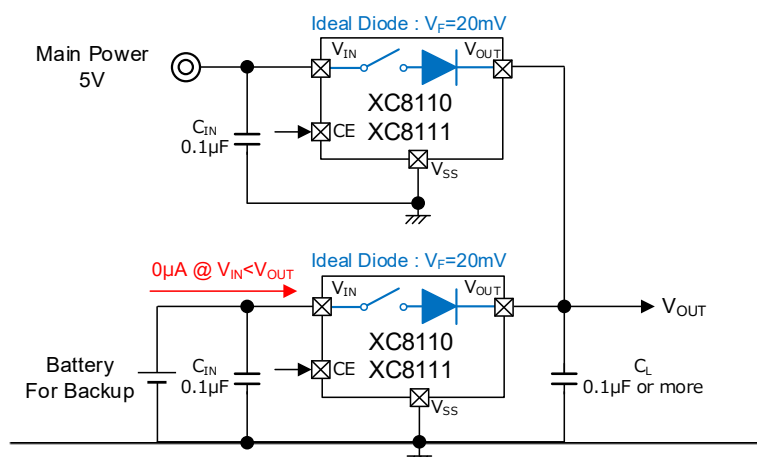 Ideal Diode : VF=20mV
Main Power
5V
VIN
VOUT
XC8110
XC8111
CE
CIN
0.1µF
VSS
Ideal Diode : VF=20mV
0µA @ VIN<VOUT
VIN
VOUT
VOUT
XC8110
XC8111
CE
Battery
For Backup
CIN
0.1µF
CL
0.1µF or more
VSS